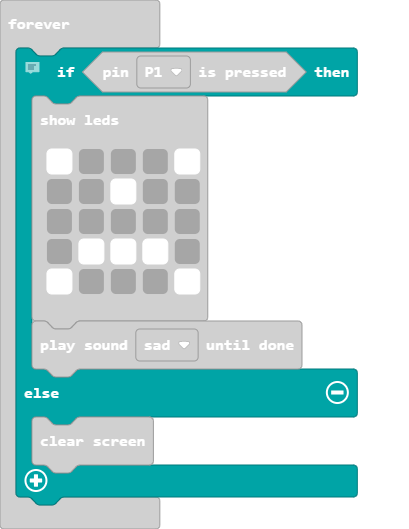 forever
if pin P1 is pressed then
show leds
play sound sad until done
else
clear screen